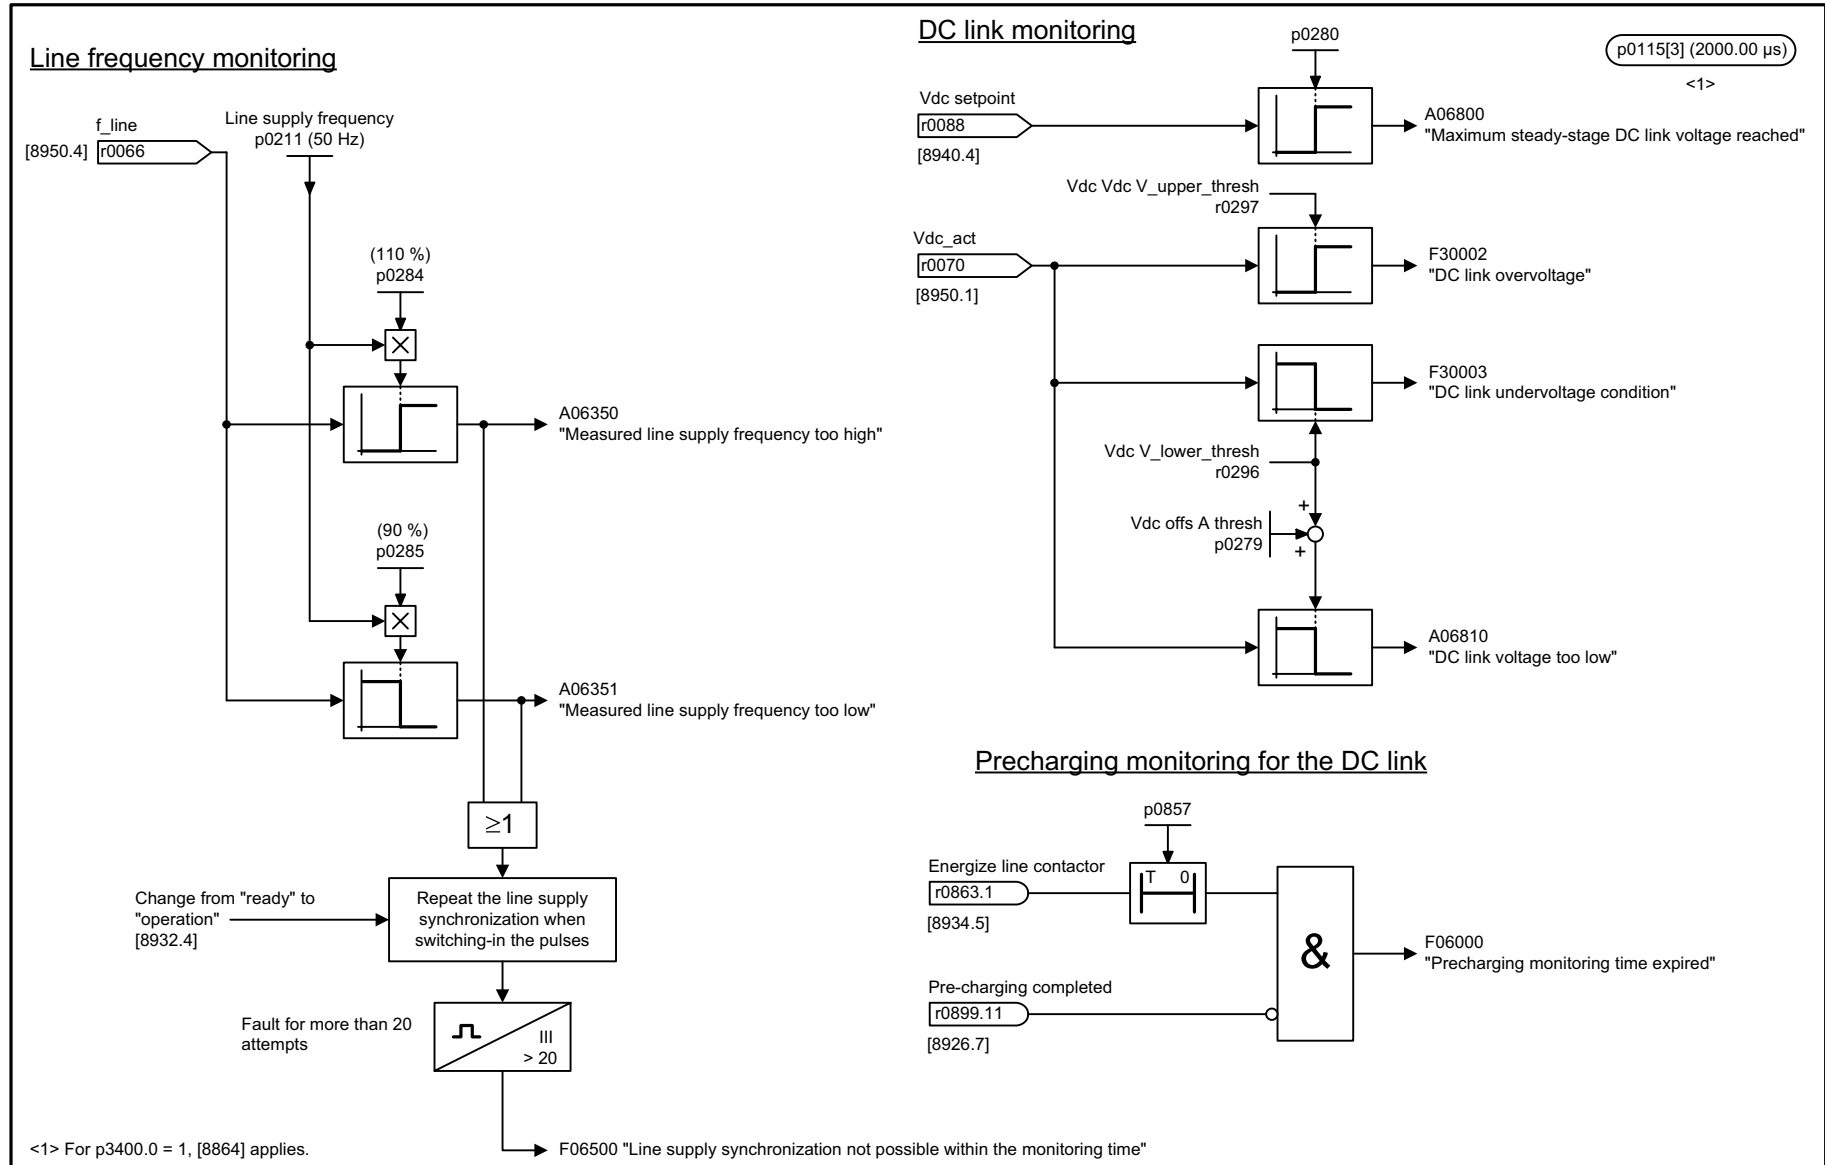 Line frequency monitoring
f_line
[8950.4]
r0066
Line supply frequency
p0211 (50 Hz)
(110 %)
p0284
A06350
"Measured line supply frequency too high"
(90 %)
p0285
A06351
"Measured line supply frequency too low"
≥1
Change from "ready" to
"operation"
[8932.4]
Repeat the line supply
synchronization when
switching-in the pulses
Fault for more than 20
attempts
III
> 20
F06500 "Line supply synchronization not possible within the monitoring time"
<1> For p3400.0 = 1, [8864] applies.
DC link monitoring
p0280
p0115[3] (2000.00 µs)
<1>
Vdc setpoint
r0088
[8940.4]
A06800
"Maximum steady-stage DC link voltage reached"
Vdc Vdc V_upper_thresh
r0297
Vdc_act
r0070
[8950.1]
F30002
"DC link overvoltage"
F30003
"DC link undervoltage condition"
Vdc V_lower_thresh
r0296
+
Vdc offs A thresh
p0279
+
A06810
"DC link voltage too low"
Precharging monitoring for the DC link
p0857
Energize line contactor
r0863.1
[8934.5]
T 0
&
F06000
"Precharging monitoring time expired"
Pre-charging completed
r0899.11
[8926.7]